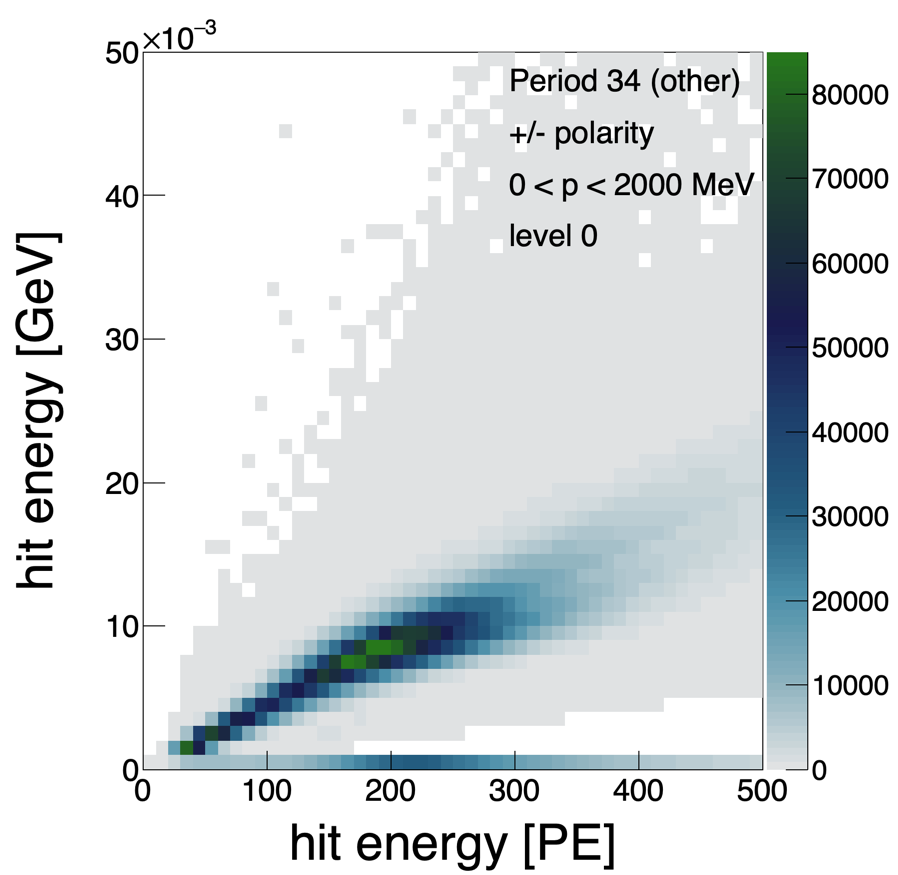 ×10⁻³
50
40
30
20
10
0
hit energy [GeV]
Period 34 (other)
+/- polarity
0 < p < 2000 MeV
level 0
80000
70000
60000
50000
40000
30000
20000
10000
0
0 100 200 300 400 500
hit energy [PE]